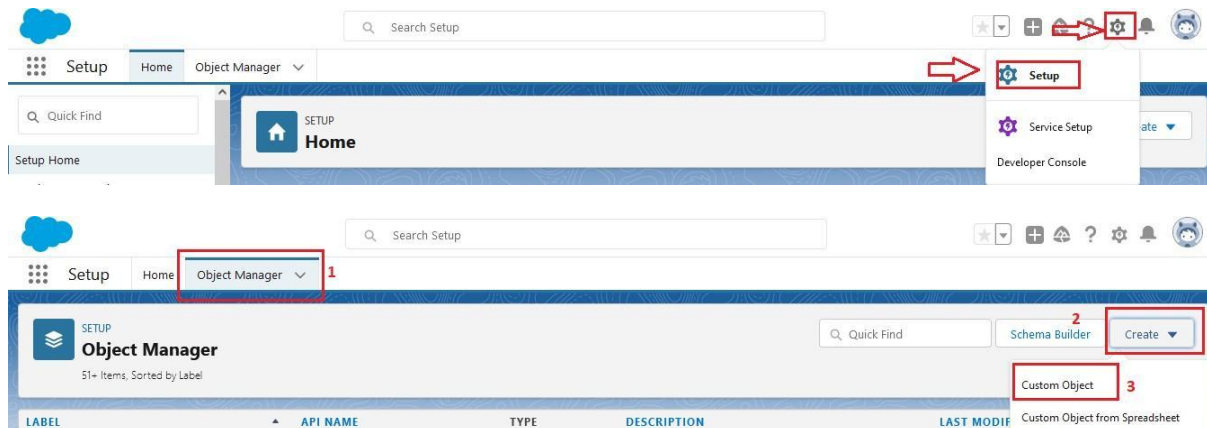 Search Setup
?
Setup Home Object Manager
Setup
Quick Find
SETUP
Home
Service Setup
ate
Setup Home
Developer Console
Search Setup
?
Setup Home Object Manager 1
SETUP
Object Manager
51+ Items, Sorted by Label
2
Quick Find
Schema Builder
Create
Custom Object 3
Custom Object from Spreadsheet
LABEL API NAME TYPE DESCRIPTION LAST MODIF